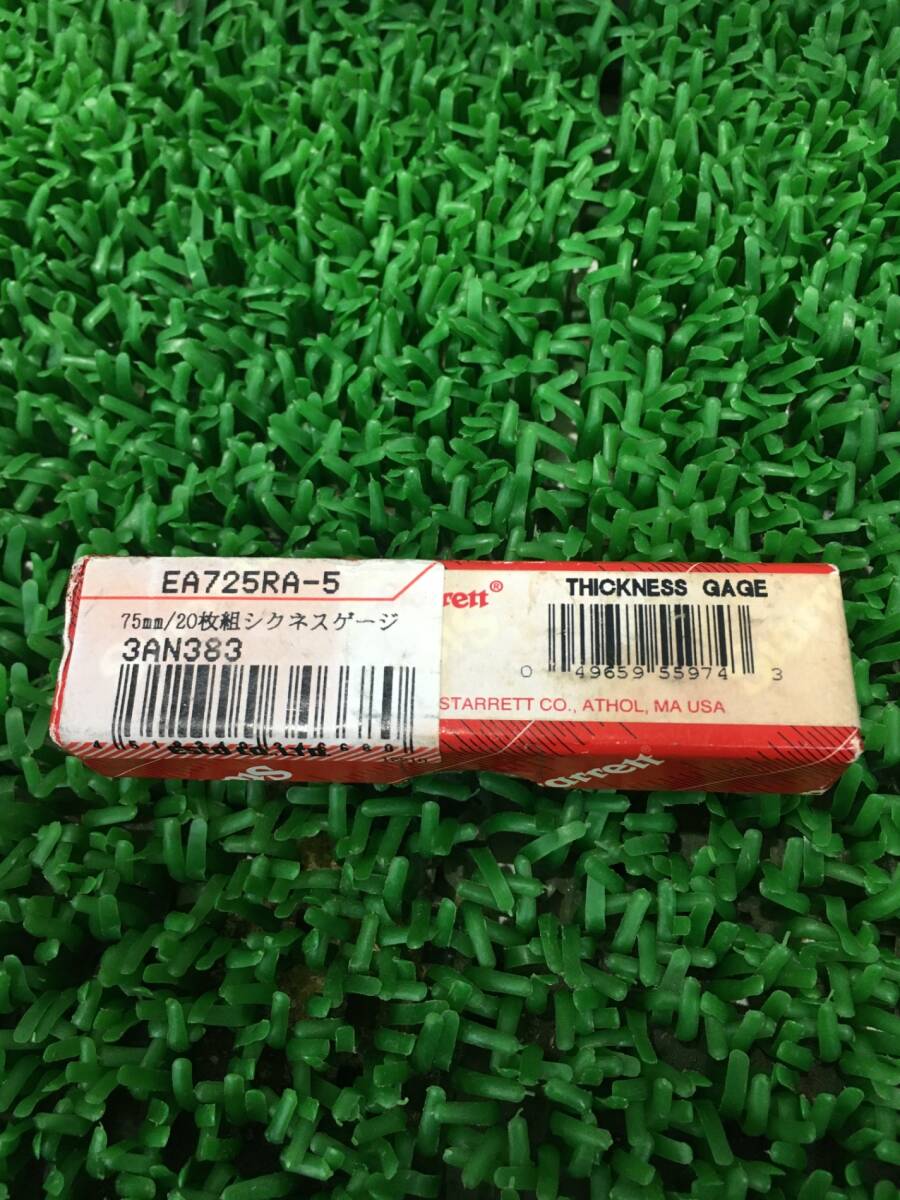 EA725RA-5
75mm/20枚組シクネスゲージ
3AN383
rrett®
THICKNESS GAGE
0 49659 55974 3
STARRETT CO., ATHOL, MA USA
arrett®